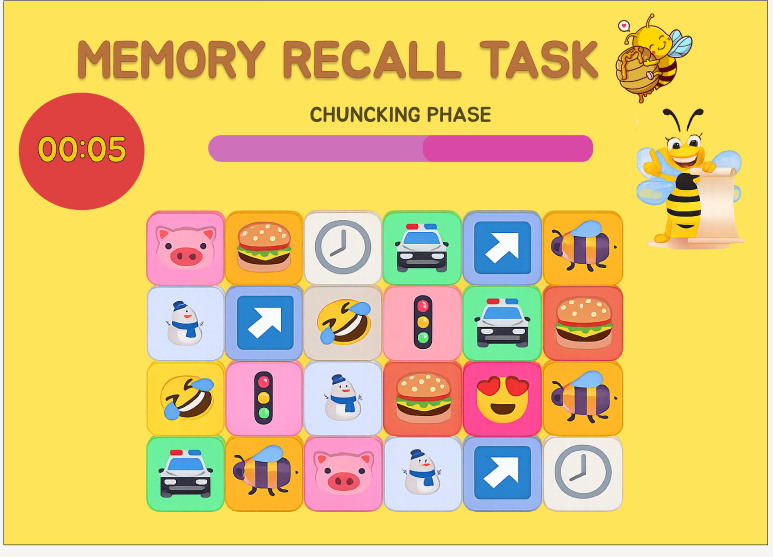 MEMORY RECALL TASK
CHUNCKING PHASE
00:05